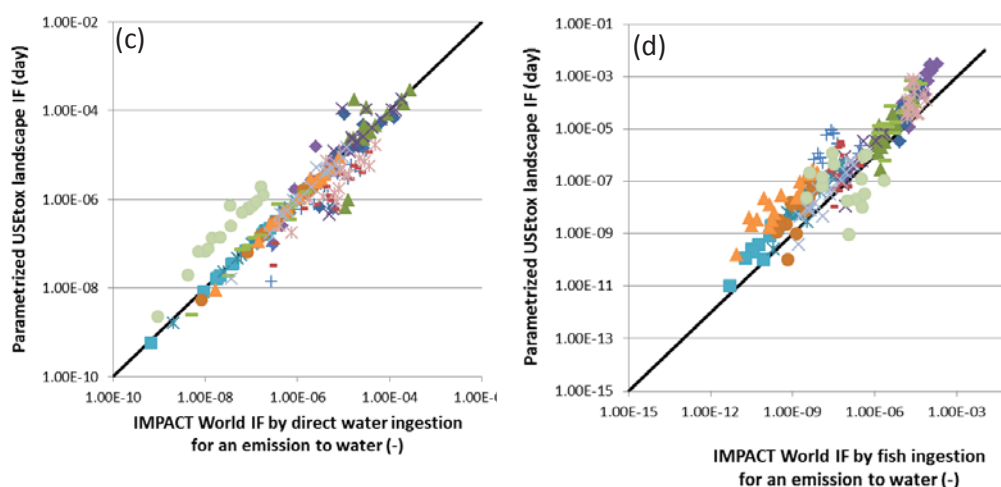 (c)
Parametrized USEtox landscape IF (day)
1.00E-02
1.00E-04
1.00E-06
1.00E-08
1.00E-10
1.00E-10
1.00E-08
1.00E-06
1.00E-04
IMPACT World IF by direct water ingestion
for an emission to water (-)
(d)
Parametrized USEtox landscape IF (day)
1.00E-01
1.00E-03
1.00E-05
1.00E-07
1.00E-09
1.00E-11
1.00E-13
1.00E-15
1.00E-15
1.00E-12
1.00E-09
1.00E-06
1.00E-03
IMPACT World IF by fish ingestion
for an emission to water (-)